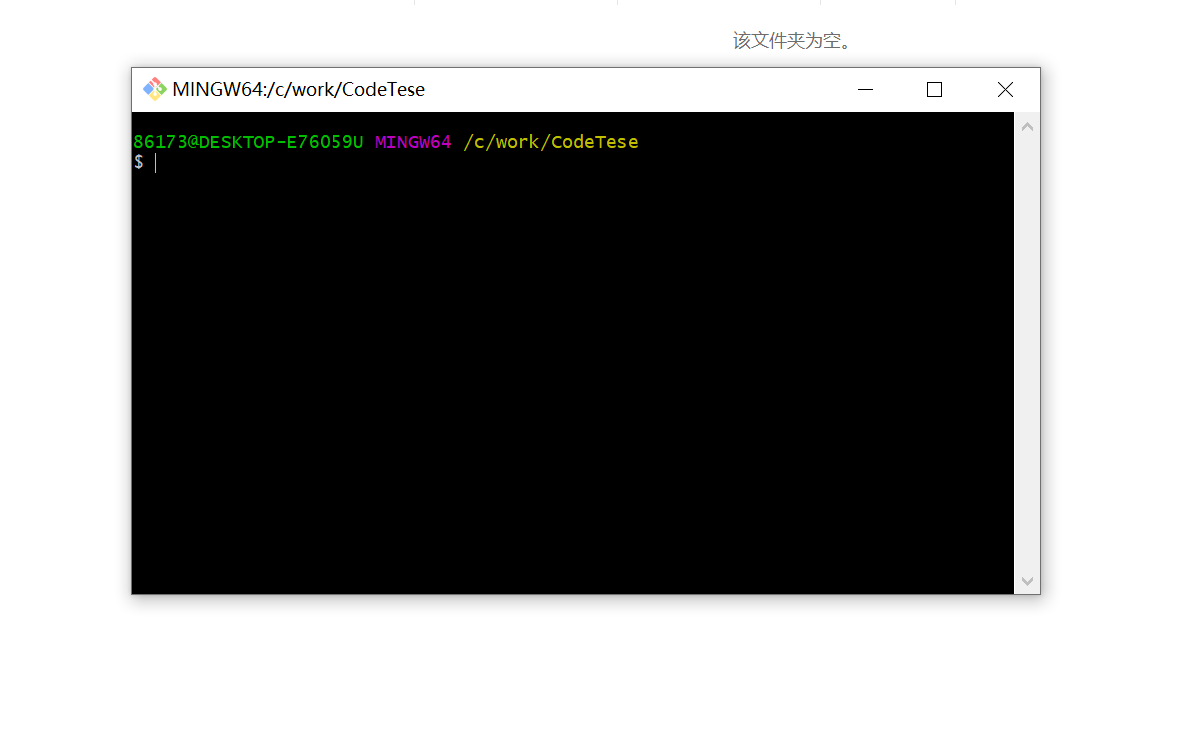 该文件夹为空。
MINGW64:/c/work/CodeTese
86173@DESKTOP-E76059U MINGW64 /c/work/CodeTese
$